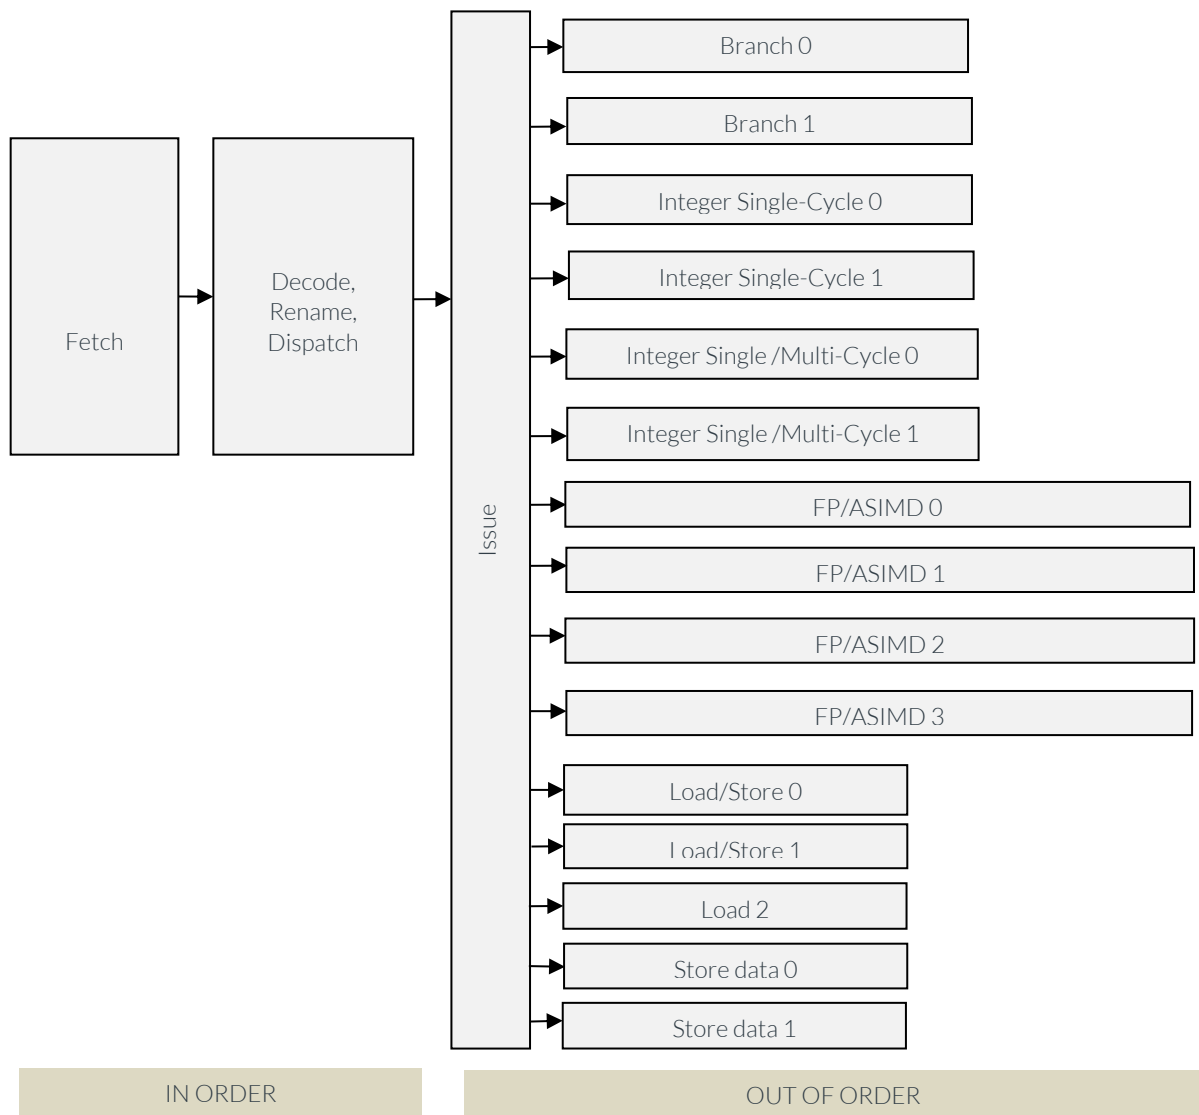 Fetch
Decode,
Rename,
Dispatch
Issue
Branch 0
Branch 1
Integer Single-Cycle 0
Integer Single-Cycle 1
Integer Single /Multi-Cycle 0
Integer Single /Multi-Cycle 1
FP/ASIMD 0
FP/ASIMD 1
FP/ASIMD 2
FP/ASIMD 3
Load/Store 0
Load/Store 1
Load 2
Store data 0
Store data 1
IN ORDER
OUT OF ORDER